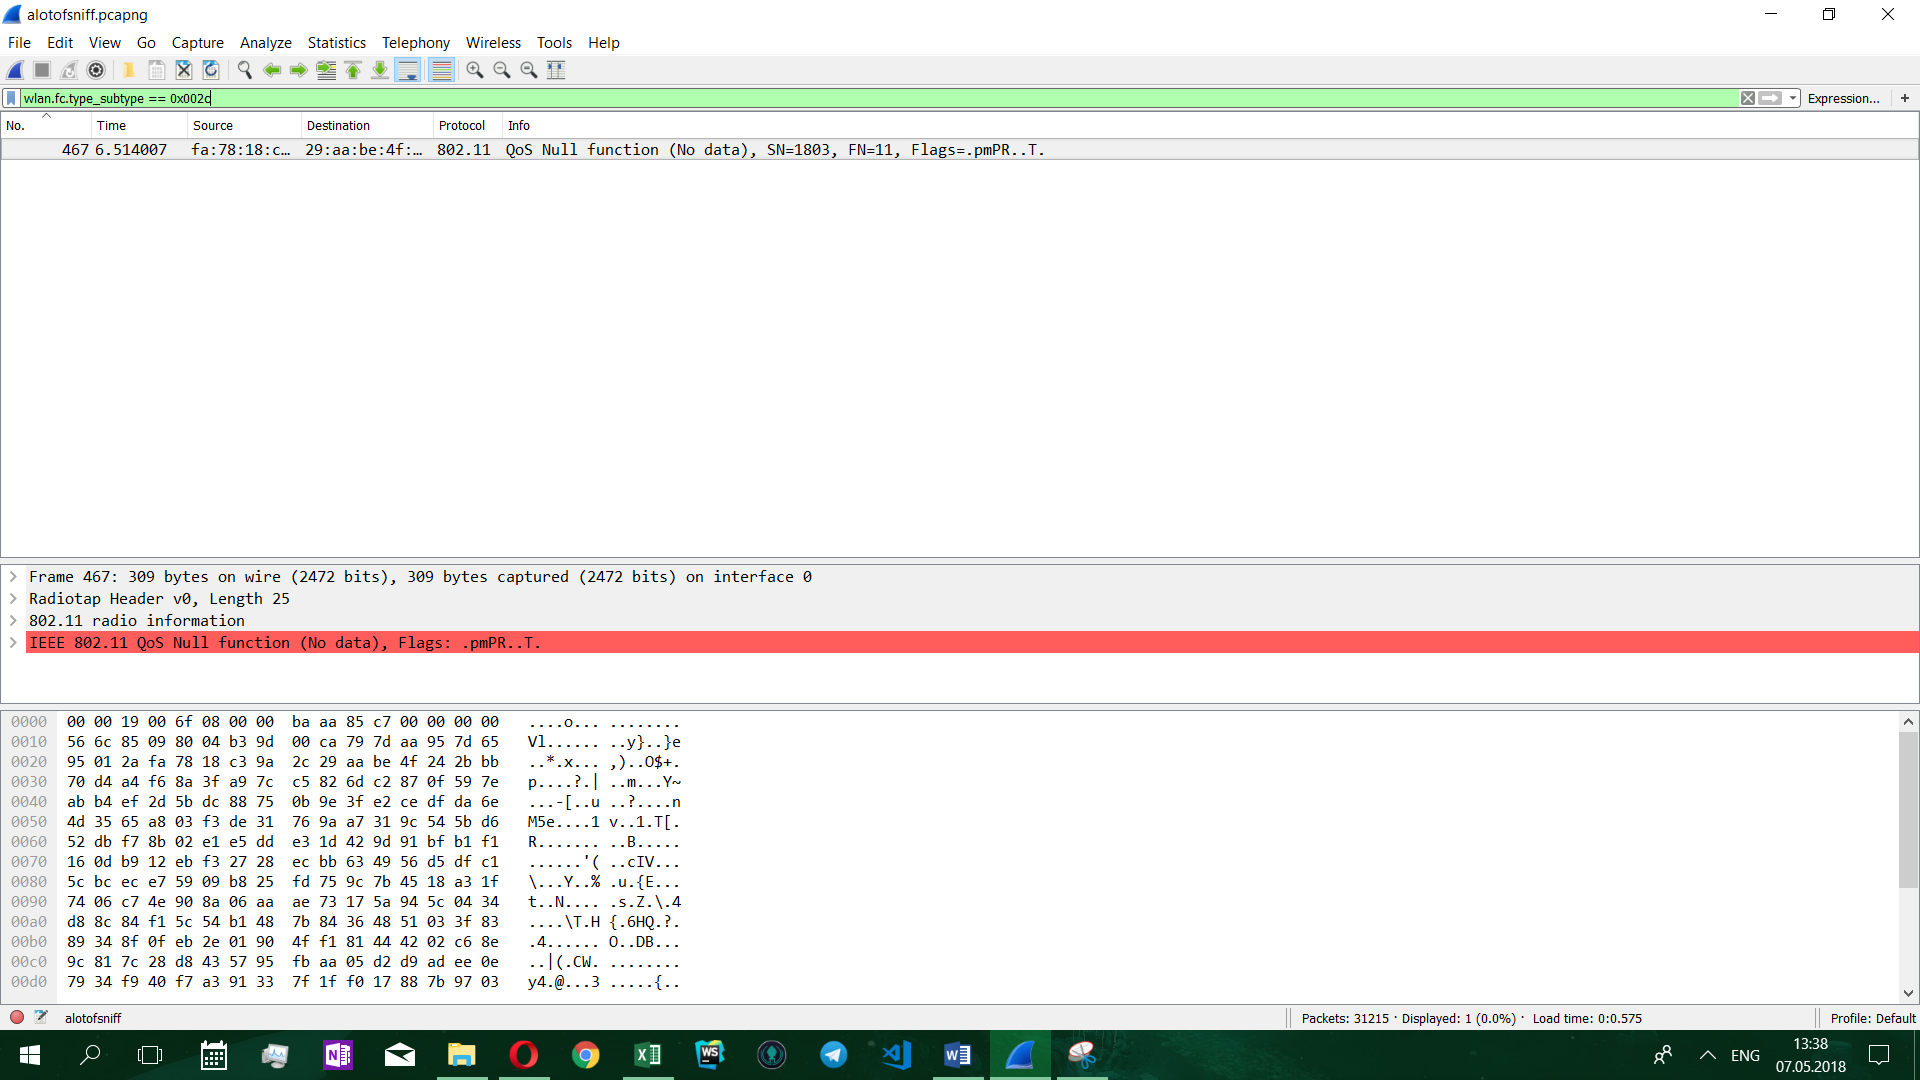 alotofsniff.pcapng
File Edit View Go Capture Analyze Statistics Telephony Wireless Tools Help
wlan.fc.type_subtype == 0x002c Expression... +
No. Time Source Destination Protocol Info
467 6.514007 fa:78:18:c… 29:aa:be:4f:… 802.11 QoS Null function (No data), SN=1803, FN=11, Flags=.pmPR..T.
Frame 467: 309 bytes on wire (2472 bits), 309 bytes captured (2472 bits) on interface 0
Radiotap Header v0, Length 25
802.11 radio information
IEEE 802.11 QoS Null function (No data), Flags: .pmPR..T.
0000 00 00 19 00 6f 08 00 00 ba aa 85 c7 00 00 00 00 ....o... ........
0010 56 6c 85 09 80 04 b3 9d 00 ca 79 7d aa 95 7d 65 Vl...... ..y}..}e
0020 95 01 2a fa 78 18 c3 9a 2c 29 aa be 4f 24 2b bb ..*.x... ,)..O$+.
0030 70 d4 a4 f6 8a 3f a9 7c c5 82 6d c2 87 0f 59 7e p....?.| ..m...Y~
0040 ab b4 ef 2d 5b dc 88 75 0b 9e 3f e2 ce df da 6e ...-[..u ..?....n
0050 4d 35 65 a8 03 f3 de 31 76 9a a7 31 9c 54 5b d6 M5e....1 v..1.T[.
0060 52 db f7 8b 02 e1 e5 dd e3 1d 42 9d 91 bf b1 f1 R....... ..B.....
0070 16 0d b9 12 eb f3 27 28 ec bb 63 49 56 d5 df c1 ......'( ..cIV...
0080 5c bc ec e7 59 09 b8 25 fd 75 9c 7b 45 18 a3 1f \...Y..% .u.{E...
0090 74 06 c7 4e 90 8a 06 aa ae 73 17 5a 94 5c 04 34 t..N.... .s.Z.\.4
00a0 d8 8c 84 f1 5c 54 b1 48 7b 84 36 48 51 03 3f 83 ....\T.H {.6HQ.?.
00b0 89 34 8f 0f eb 2e 01 90 4f f1 81 44 42 02 c6 8e .4...... O..DB...
00c0 9c 81 7c 28 d8 43 57 95 fb aa 05 d2 d9 ad ee 0e ..|(.CW. ........
00d0 79 34 f9 40 f7 a3 91 33 7f 1f f0 17 88 7b 97 03 y4.@...3 .....{..
alotofsniff Packets: 31215 · Displayed: 1 (0.0%) · Load time: 0:0.575 Profile: Default
ENG
13:38
07.05.2018